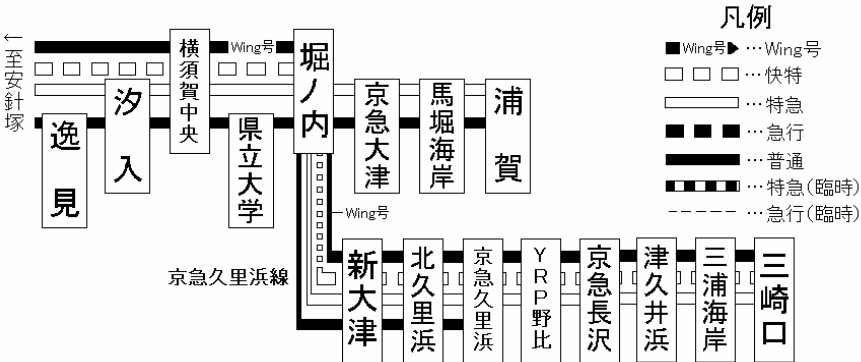 ←至安針塚
逸見
汐入
横須賀中央
県立大学
Wing号
堀ノ内
京急大津
馬堀海岸
浦賀
Wing号
京急久里浜線
新大津
北久里浜
京急久里浜
YRP野比
京急長沢
津久井浜
三浦海岸
三崎口
凡例
Wing号 …Wing号
…快特
…特急
…急行
…普通
…特急(臨時)
…急行(臨時)